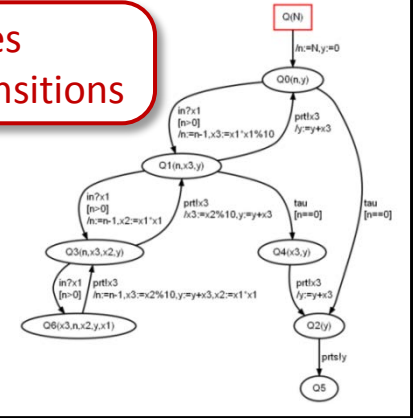 es
nsitions
Q(N)
/n:=N,y:=0
Q0(n,y)
in?x1
[n>0]
/n:=n-1,x3:=x1*x1%10
prt!x3
/y:=y+x3
Q1(n,x3,y)
in?x1
[n>0]
/n:=n-1,x2:=x1*x1
prt!x3
/x3:=x2%10,y:=y+x3
tau
[n==0]
tau
[n==0]
Q3(n,x3,x2,y)
Q4(x3,y)
in?x1
[n>0]
prt!x3
/n:=n-1,x3:=x2%10,y:=y+x3,x2:=x1*x1
prt!x3
/y:=y+x3
Q6(x3,n,x2,y,x1)
Q2(y)
prts!y
Q5